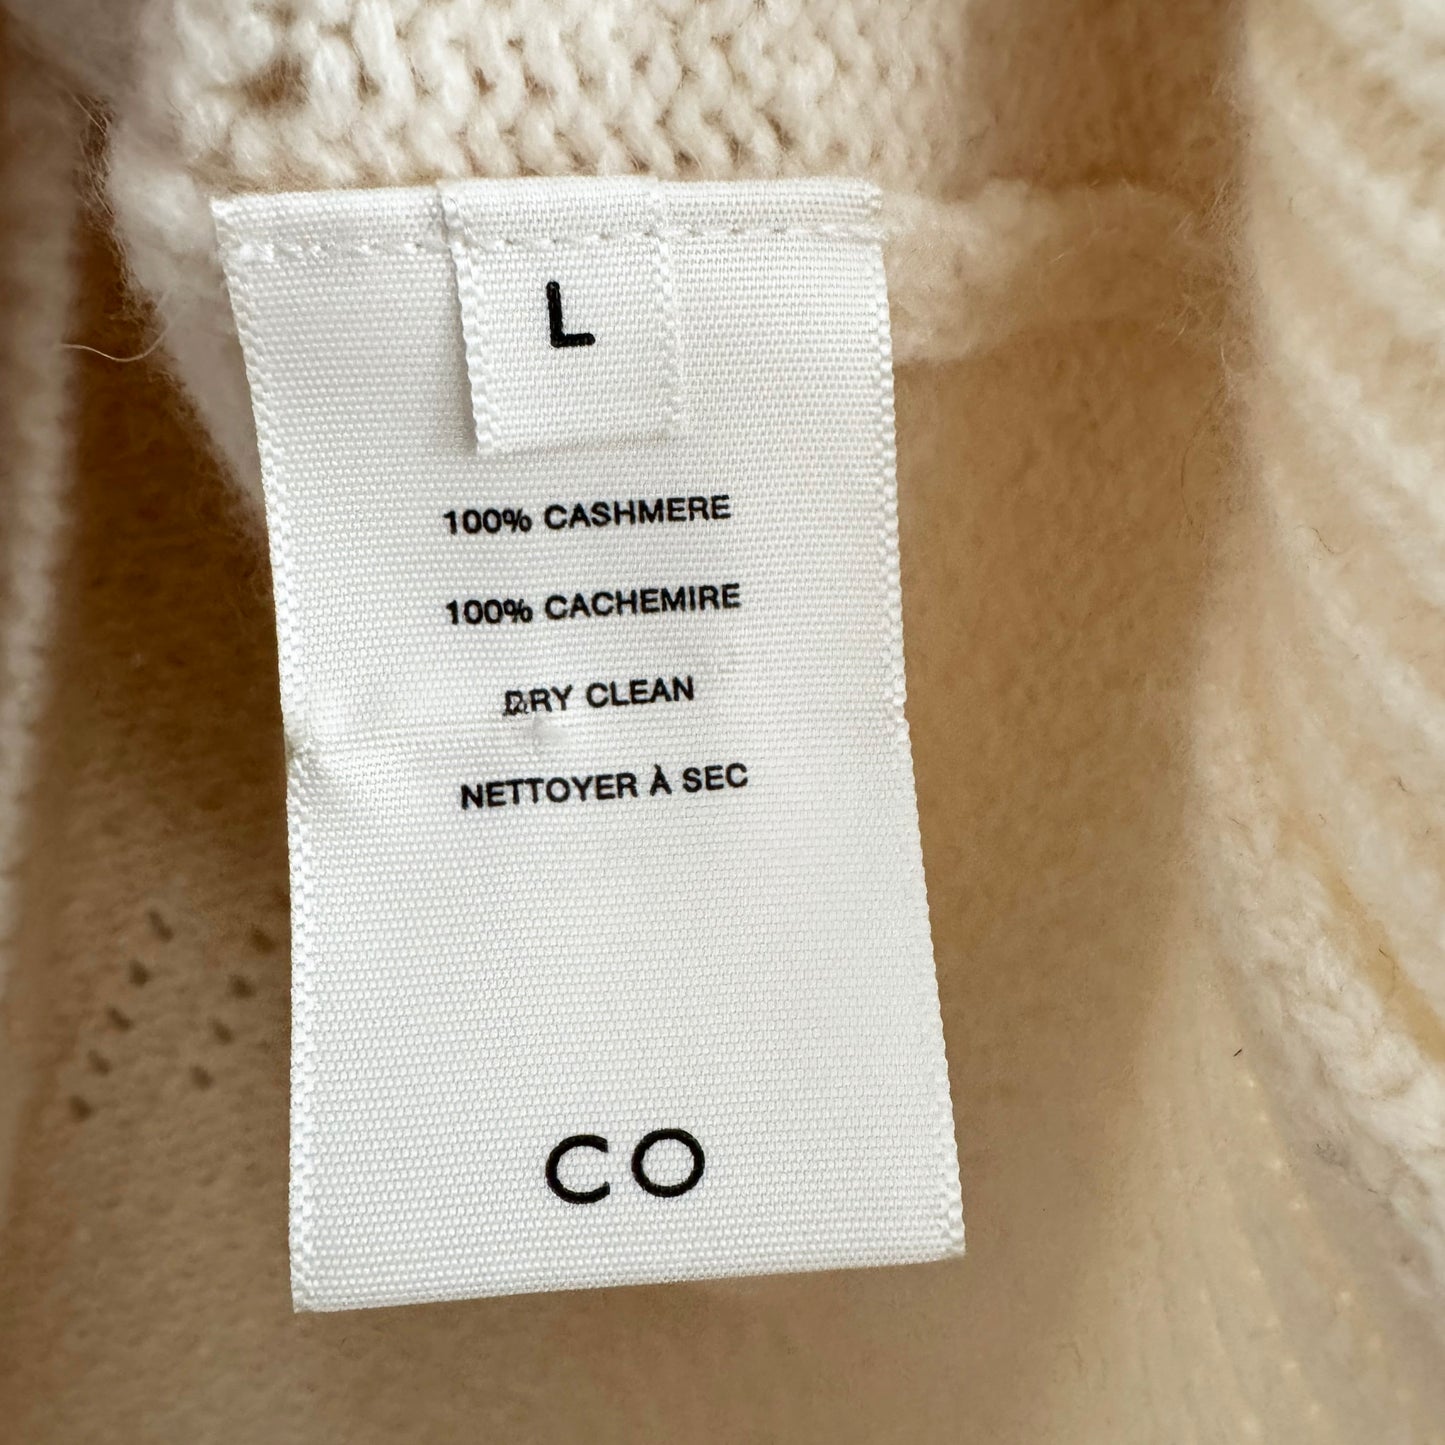 L
100% CASHMERE
100% CACHEMIRE
DRY CLEAN
NETTOYER À SEC
CO